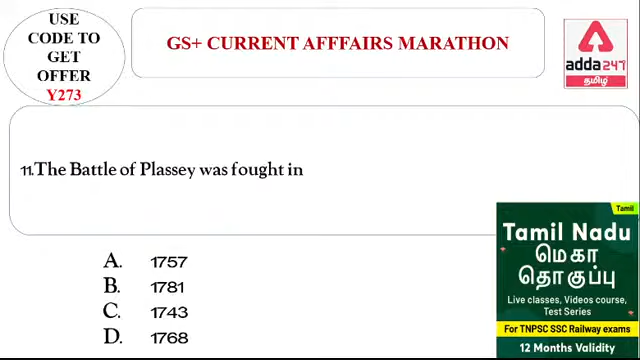 USE
CODE TO
GET
OFFER
Y273
GS+ CURRENT AFFFAIRS MARATHON
adda247
தமிழ்
11.The Battle of Plassey was fought in
A. 1757
B. 1781
C. 1743
D. 1768
Tamil
Tamil Nadu
மெகா
தொகுப்பு
Live classes, Videos course,
Test Series
For TNPSC SSC Railway exams
12 Months Validity